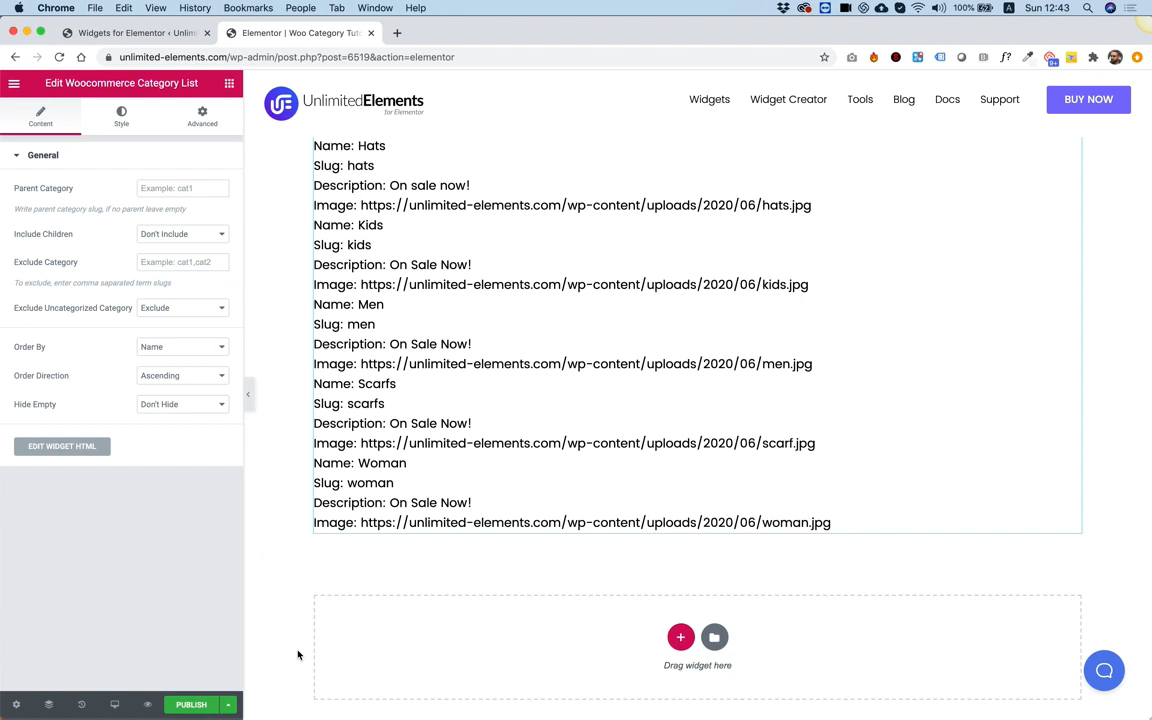 Chrome File Edit View History Bookmarks People Tab Window Help 100% A Sun 12:43
Widgets for Elementor ‹ Unlim
Elementor | Woo Category Tut
unlimited-elements.com/wp-admin/post.php?post=6519&action=elementor
f?
9+
Edit Woocommerce Category List
Content Style Advanced
General
Parent Category Example: cat1
Write parent category slug, if no parent leave empty
Include Children Don't Include
Exclude Category Example: cat1,cat2
To exclude, enter comma saparated term slugs
Exclude Uncategorized Category Exclude
Order By Name
Order Direction Ascending
Hide Empty Don't Hide
EDIT WIDGET HTML
PUBLISH
UnlimitedElements
for Elementor
Widgets Widget Creator Tools Blog Docs Support BUY NOW
Name: Hats
Slug: hats
Description: On sale now!
Image: https://unlimited-elements.com/wp-content/uploads/2020/06/hats.jpg
Name: Kids
Slug: kids
Description: On Sale Now!
Image: https://unlimited-elements.com/wp-content/uploads/2020/06/kids.jpg
Name: Men
Slug: men
Description: On Sale Now!
Image: https://unlimited-elements.com/wp-content/uploads/2020/06/men.jpg
Name: Scarfs
Slug: scarfs
Description: On Sale Now!
Image: https://unlimited-elements.com/wp-content/uploads/2020/06/scarf.jpg
Name: Woman
Slug: woman
Description: On Sale Now!
Image: https://unlimited-elements.com/wp-content/uploads/2020/06/woman.jpg
Drag widget here